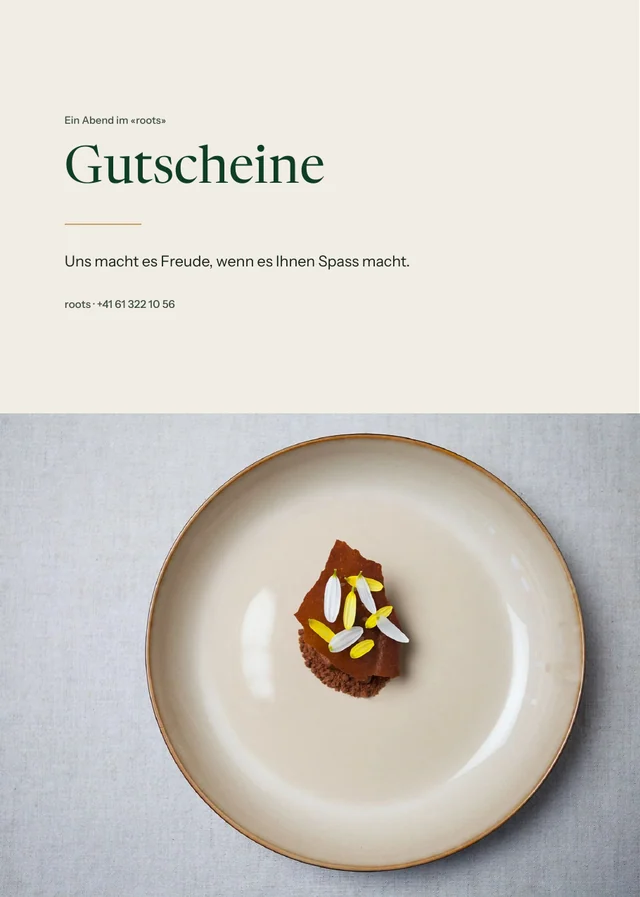 Ein Abend im «roots»
Gutscheine
Uns macht es Freude, wenn es Ihnen Spass macht.
roots · +41 61 322 10 56